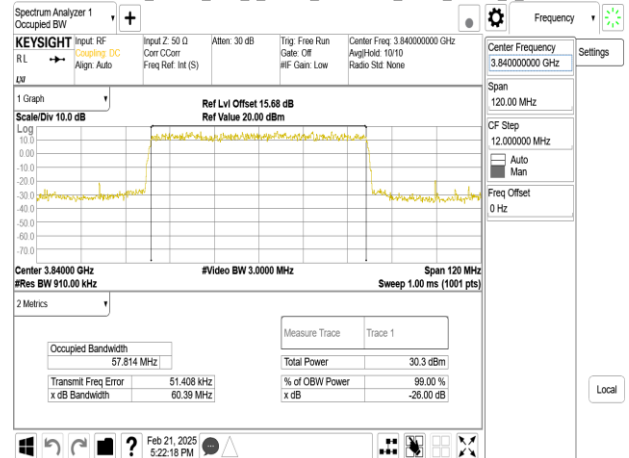 Spectrum Analyzer 1
Occupied BW
Frequency
KEYSIGHT
RL
Input: RF
Coupling: DC
Align: Auto
Input Z: 50 Ω
Corr CCorr
Freq Ref: Int (S)
Atten: 30 dB
Trig: Free Run
Gate: Off
#IF Gain: Low
Center Freq: 3.840000000 GHz
Avg|Hold: 10/10
Radio Std: None
Center Frequency
3.840000000 GHz
Settings
Span
120.00 MHz
CF Step
12.000000 MHz
Auto
Man
Freq Offset
0 Hz
Local
1 Graph
Scale/Div 10.0 dB
Ref Lvl Offset 15.68 dB
Ref Value 20.00 dBm
Log
10.0
0.00
-10.0
-20.0
-30.0
-40.0
-50.0
-60.0
-70.0
Center 3.84000 GHz
#Video BW 3.0000 MHz
Span 120 MHz
#Res BW 910.00 kHz
Sweep 1.00 ms (1001 pts)
2 Metrics
Measure Trace Trace 1
Occupied Bandwidth
57.814 MHz
Total Power 30.3 dBm
Transmit Freq Error 51.408 kHz
% of OBW Power 99.00 %
x dB Bandwidth 60.39 MHz
x dB -26.00 dB
?
Feb 21, 2025
5:22:18 PM